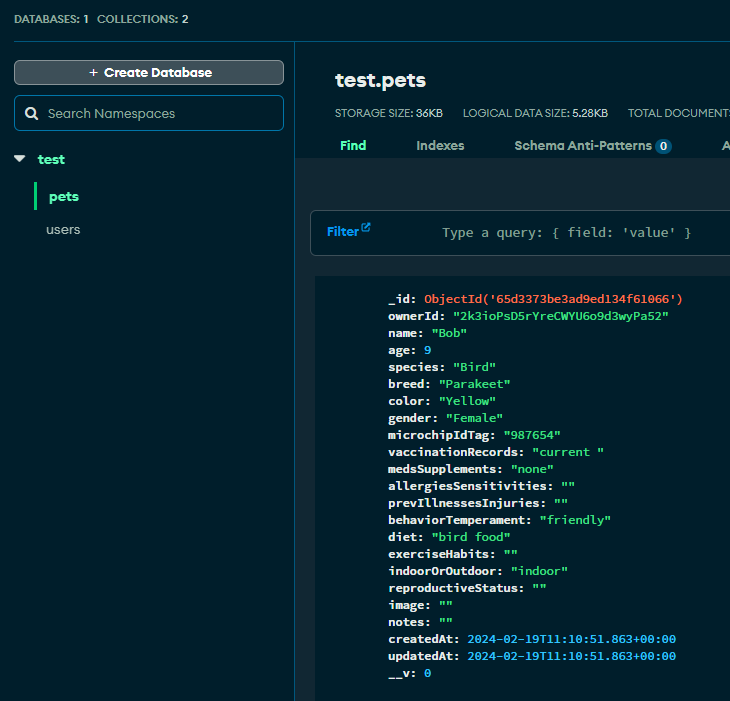 DATABASES: 1 COLLECTIONS: 2
+ Create Database
Search Namespaces
test
pets
users
test.pets
STORAGE SIZE: 36KB LOGICAL DATA SIZE: 5.28KB TOTAL DOCUMENT
Find Indexes Schema Anti-Patterns 0 A
Filter Type a query: { field: 'value' }
_id: ObjectId('65d3373be3ad9ed134f61066')
ownerId: "2k3ioPsD5rYreCWYU6o9d3wyPa52"
name: "Bob"
age: 9
species: "Bird"
breed: "Parakeet"
color: "Yellow"
gender: "Female"
microchipIdTag: "987654"
vaccinationRecords: "current "
medsSupplements: "none"
allergiesSensitivities: ""
prevIllnessesInjuries: ""
behaviorTemperament: "friendly"
diet: "bird food"
exerciseHabits: ""
indoorOrOutdoor: "indoor"
reproductiveStatus: ""
image: ""
notes: ""
createdAt: 2024-02-19T11:10:51.863+00:00
updatedAt: 2024-02-19T11:10:51.863+00:00
__v: 0